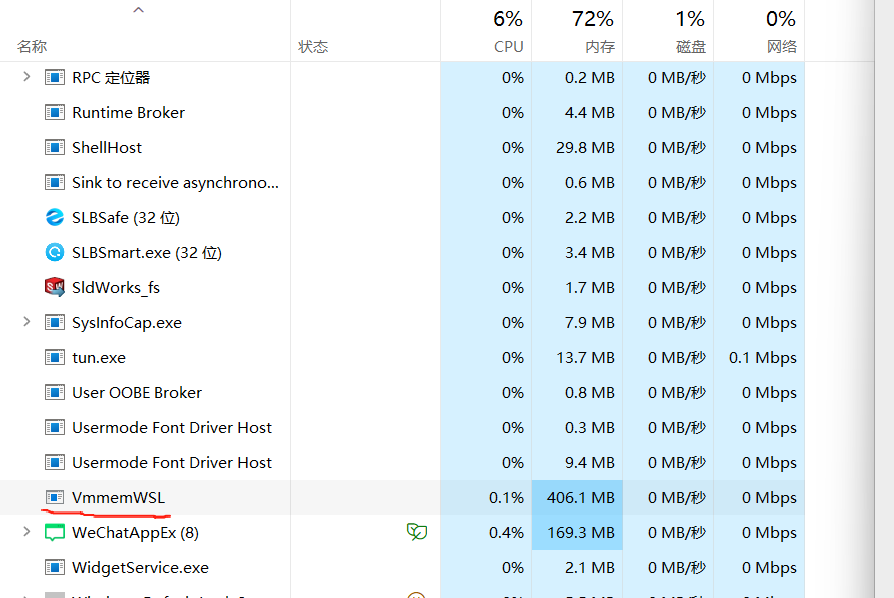 6% 72% 1% 0%
名称 状态 CPU 内存 磁盘 网络
RPC 定位器 0% 0.2 MB 0 MB/秒 0 Mbps
Runtime Broker 0% 4.4 MB 0 MB/秒 0 Mbps
ShellHost 0% 29.8 MB 0 MB/秒 0 Mbps
Sink to receive asynchrono... 0% 0.6 MB 0 MB/秒 0 Mbps
SLBSafe (32 位) 0% 2.2 MB 0 MB/秒 0 Mbps
SLBSmart.exe (32 位) 0% 3.4 MB 0 MB/秒 0 Mbps
SldWorks_fs 0% 1.7 MB 0 MB/秒 0 Mbps
SysInfoCap.exe 0% 7.9 MB 0 MB/秒 0 Mbps
tun.exe 0% 13.7 MB 0 MB/秒 0.1 Mbps
User OOBE Broker 0% 0.8 MB 0 MB/秒 0 Mbps
Usermode Font Driver Host 0% 0.3 MB 0 MB/秒 0 Mbps
Usermode Font Driver Host 0% 9.4 MB 0 MB/秒 0 Mbps
VmmemWSL 0.1% 406.1 MB 0 MB/秒 0 Mbps
WeChatAppEx (8) 0.4% 169.3 MB 0 MB/秒 0 Mbps
WidgetService.exe 0% 2.1 MB 0 MB/秒 0 Mbps